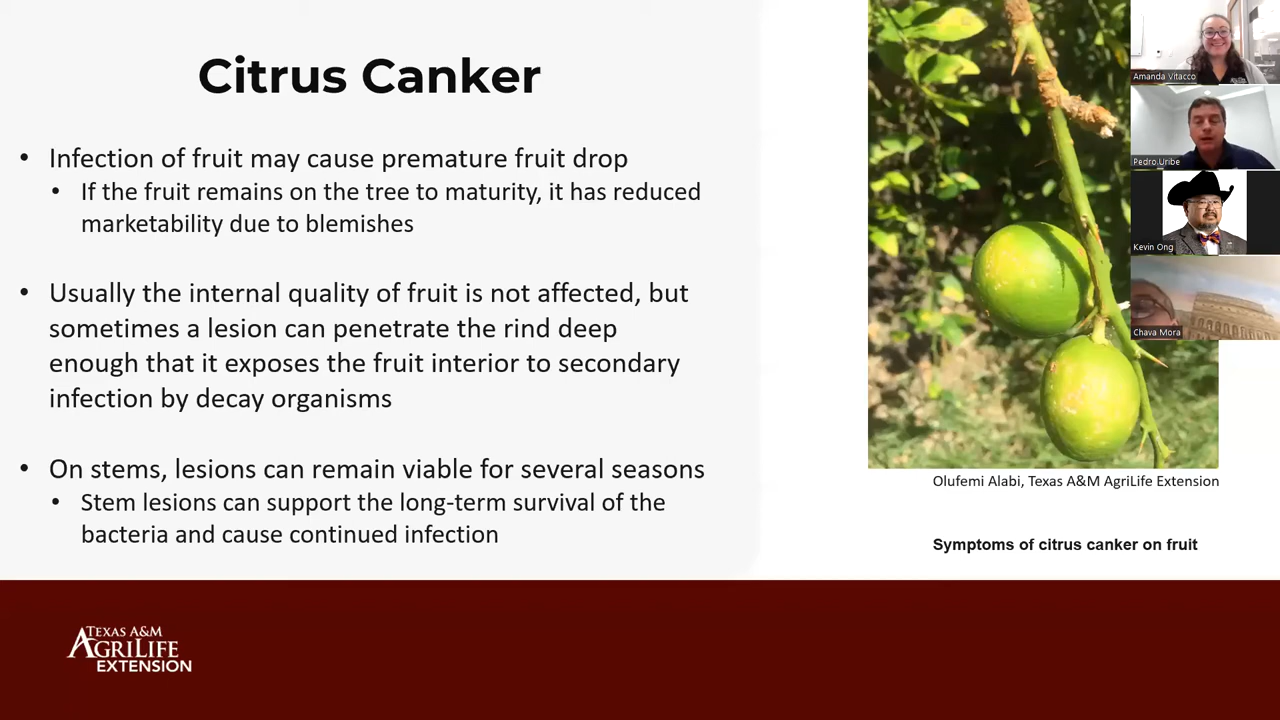 Citrus Canker
• Infection of fruit may cause premature fruit drop
• If the fruit remains on the tree to maturity, it has reduced
marketability due to blemishes
• Usually the internal quality of fruit is not affected, but
sometimes a lesion can penetrate the rind deep
enough that it exposes the fruit interior to secondary
infection by decay organisms
• On stems, lesions can remain viable for several seasons
• Stem lesions can support the long-term survival of the
bacteria and cause continued infection
Amanda Vitacco
Pedro Uribe
Kevin Ong
Chava Mora
Olufemi Alabi, Texas A&M AgriLife Extension
Symptoms of citrus canker on fruit
TEXAS A&M
AGRILIFE
EXTENSION